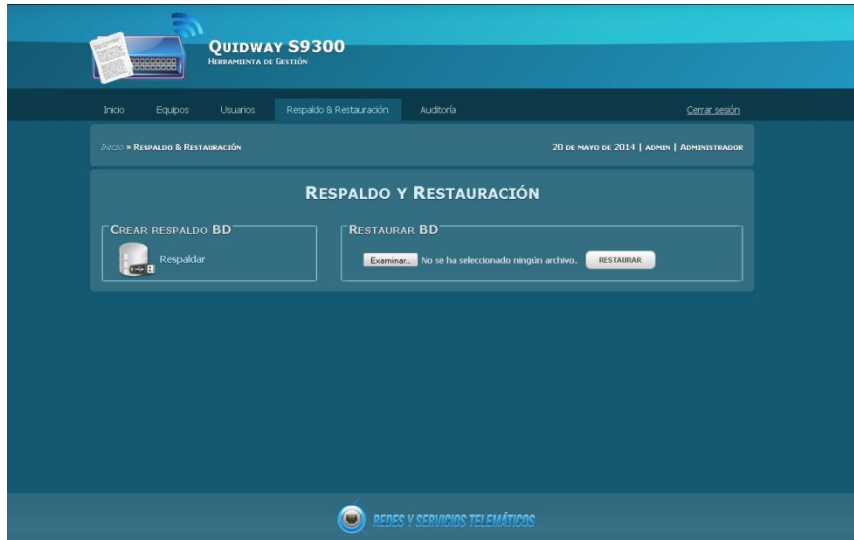 Quidway S9300
Herramienta de Gestión
Inicio Equipos Usuarios Respaldo & Restauración Auditoría Cerrar sesión
Inicio » Respaldo & Restauración 20 de mayo de 2014 | admin | Administrador
Respaldo y Restauración
Crear respaldo BD
Respaldar
Restaurar BD
Examinar... No se ha seleccionado ningún archivo. RESTAURAR
REDES Y SERVICIOS TELEMÁTICOS